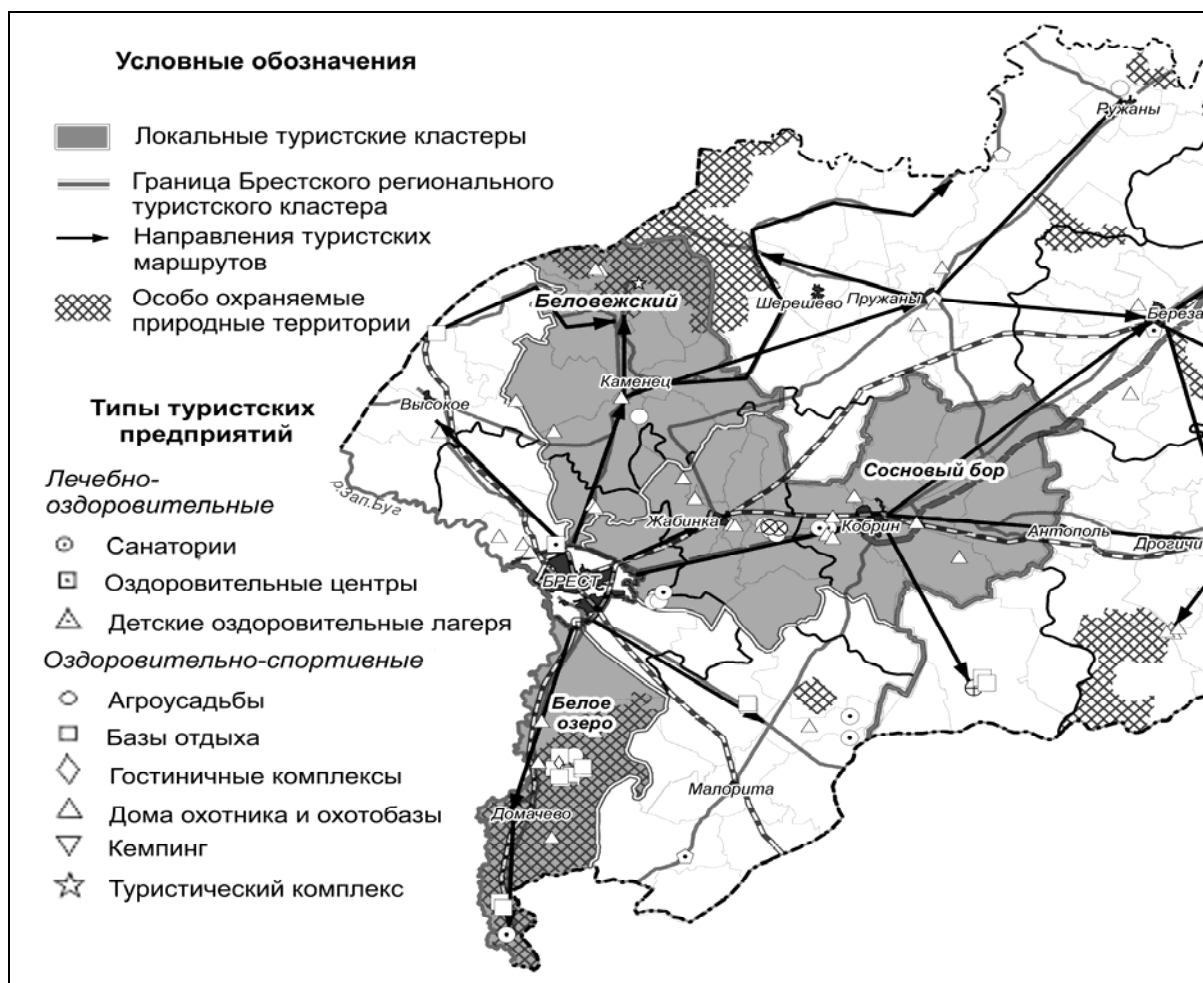 Условные обозначения
Локальные туристские кластеры
Граница Брестского регионального
туристского кластера
Направления туристских
маршрутов
Особо охраняемые
природные территории
Типы туристских
предприятий
Лечебно-
оздоровительные
Санатории
Оздоровительные центры
Детские оздоровительные лагеря
Оздоровительно-спортивные
Агроусадьбы
Базы отдыха
Гостиничные комплексы
Дома охотника и охотобазы
Кемпинг
Туристический комплекс
Ружаны
Беловежский
Шерешево
Пружаны
Береза
Каменец
Высокое
Сосновый бор
р.Зап.Буг
Жабинка
Кобрин
Антополь
Дрогичи
БРЕСТ
Белое
озеро
Малорита
Домачево